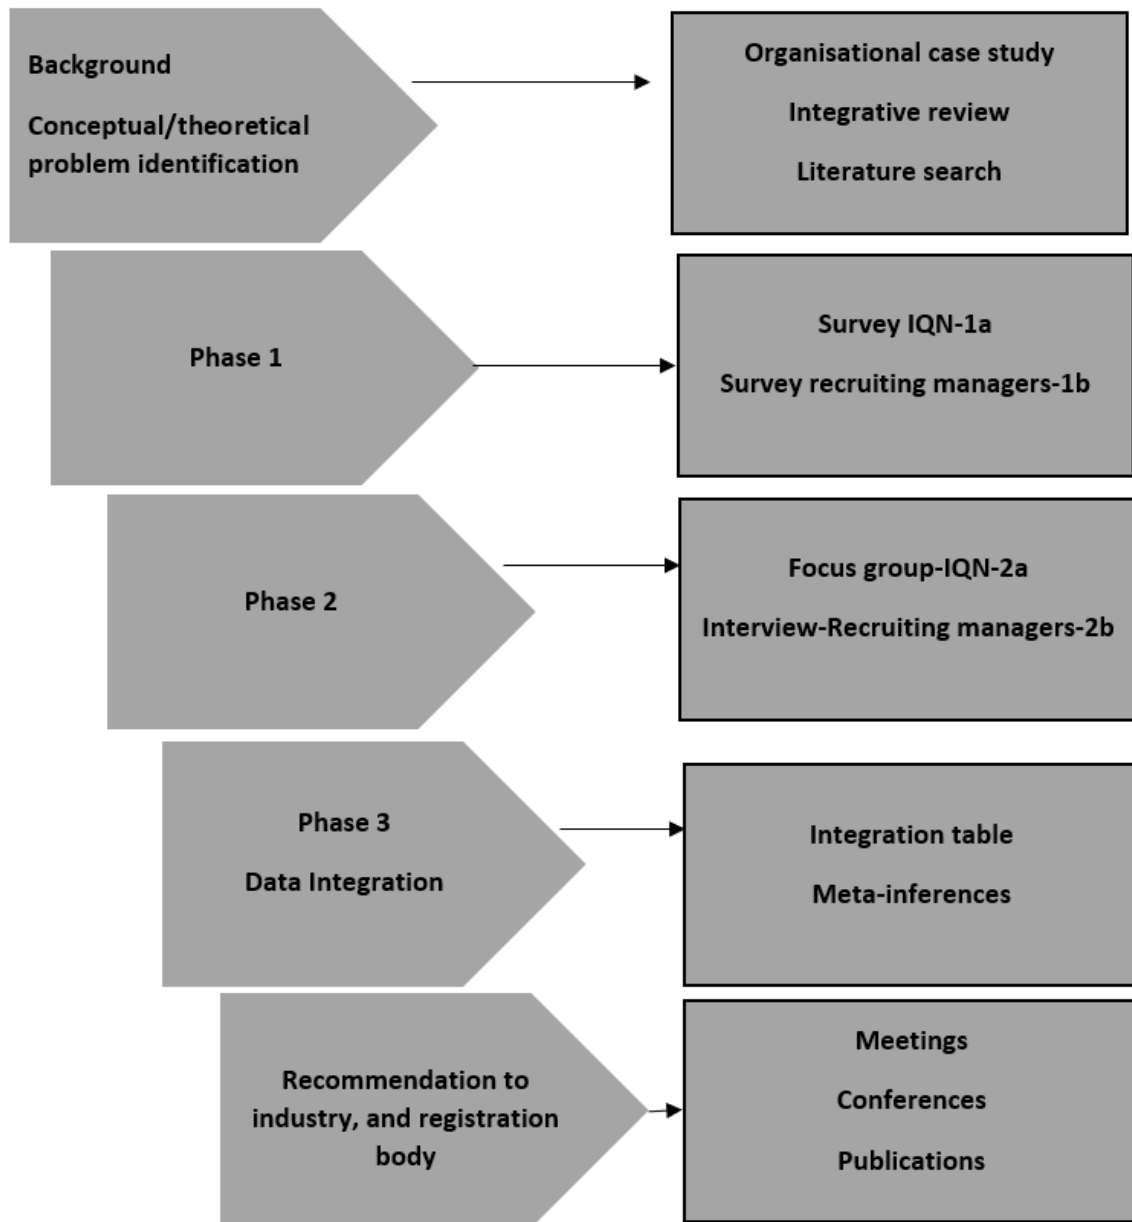 Background
Conceptual/theoretical
problem identification
Organisational case study
Integrative review
Literature search
Phase 1
Survey IQN-1a
Survey recruiting managers-1b
Phase 2
Focus group-IQN-2a
Interview-Recruiting managers-2b
Phase 3
Data Integration
Integration table
Meta-inferences
Recommendation to
industry, and registration
body
Meetings
Conferences
Publications